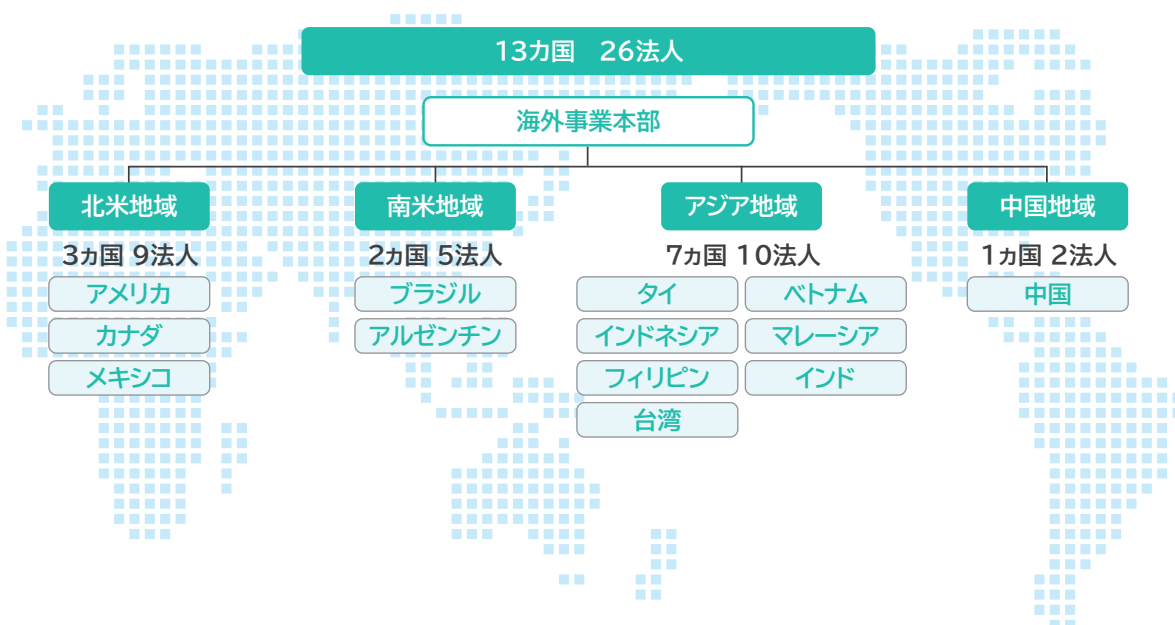 13カ国　26法人
海外事業本部
北米地域
3ヵ国 9法人
アメリカ
カナダ
メキシコ
南米地域
2ヵ国 5法人
ブラジル
アルゼンチン
アジア地域
7ヵ国 10法人
タイ
ベトナム
インドネシア
マレーシア
フィリピン
インド
台湾
中国地域
1ヵ国 2法人
中国